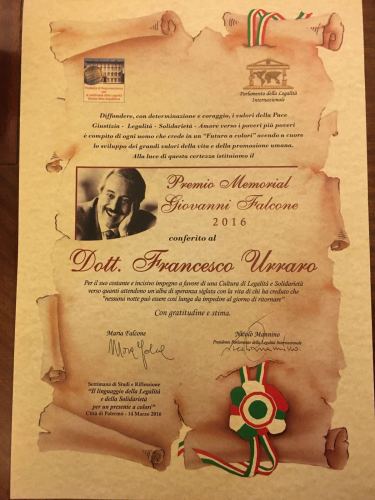 Parlamento della Legalità
Internazionale
Diffondere, con determinazione e coraggio, i valori della Pace
Giustizia - Legalità - Solidarietà - Amore verso i poveri più poveri
è compito di ogni uomo che crede in un "Futuro a colori" avendo a cuore
lo sviluppo dei grandi valori della vita e della promozione umana.
Alla luce di questa certezza istituiamo il
Premio Memorial
Giovanni Falcone
2016
conferito al
Dott. Francesco Urraro
Per il suo costante e incisivo impegno a favore di una Cultura di Legalità e Solidarietà
verso quanti attendono un'alba di speranza siglata con la vita di chi ha creduto che
"nessuna notte può essere così lunga da impedire al giorno di ritornare"
Con gratitudine e stima.
Maria Falcone
Nicolò Mannino
Presidente Parlamento della Legalità Internazionale
Settimana di Studi e Riflessione
"Il linguaggio della Legalità
e della Solidarietà
per un presente a colori"
Città di Palermo - 14 Marzo 2016